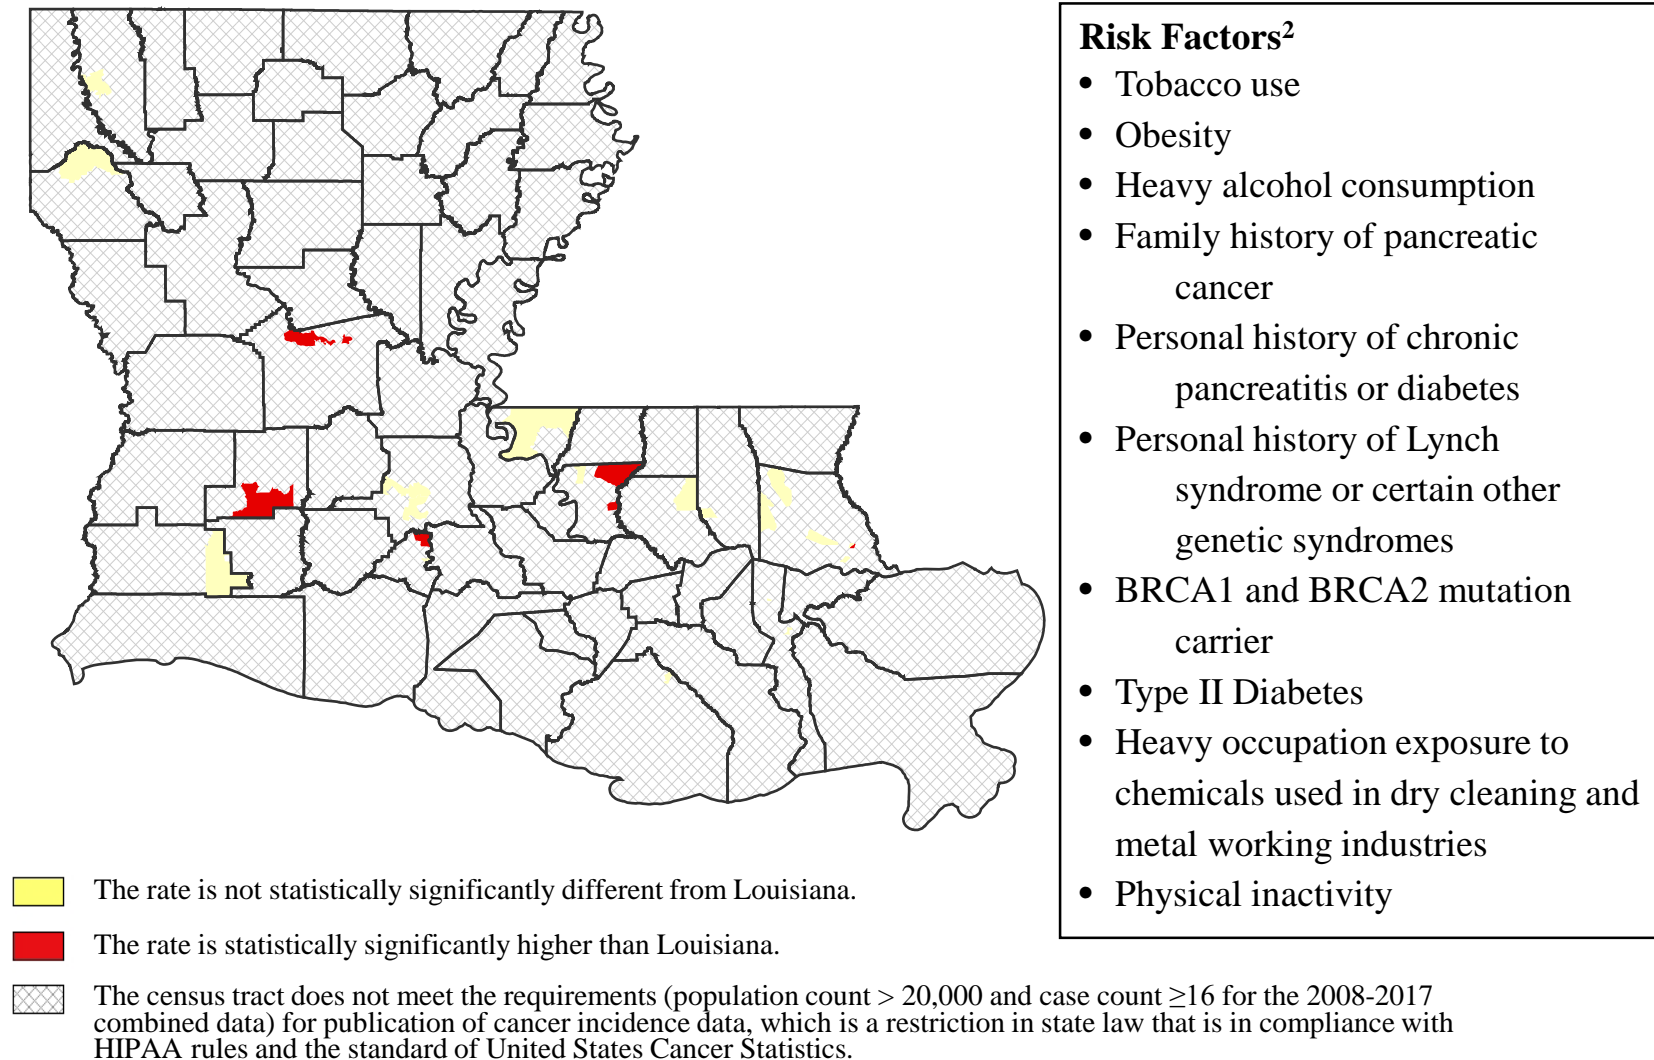 Risk Factors²
• Tobacco use
• Obesity
• Heavy alcohol consumption
• Family history of pancreatic
cancer
• Personal history of chronic
pancreatitis or diabetes
• Personal history of Lynch
syndrome or certain other
genetic syndromes
• BRCA1 and BRCA2 mutation
carrier
• Type II Diabetes
• Heavy occupation exposure to
chemicals used in dry cleaning and
metal working industries
• Physical inactivity
The rate is not statistically significantly different from Louisiana.
The rate is statistically significantly higher than Louisiana.
The census tract does not meet the requirements (population count > 20,000 and case count ≥16 for the 2008-2017
combined data) for publication of cancer incidence data, which is a restriction in state law that is in compliance with
HIPAA rules and the standard of United States Cancer Statistics.